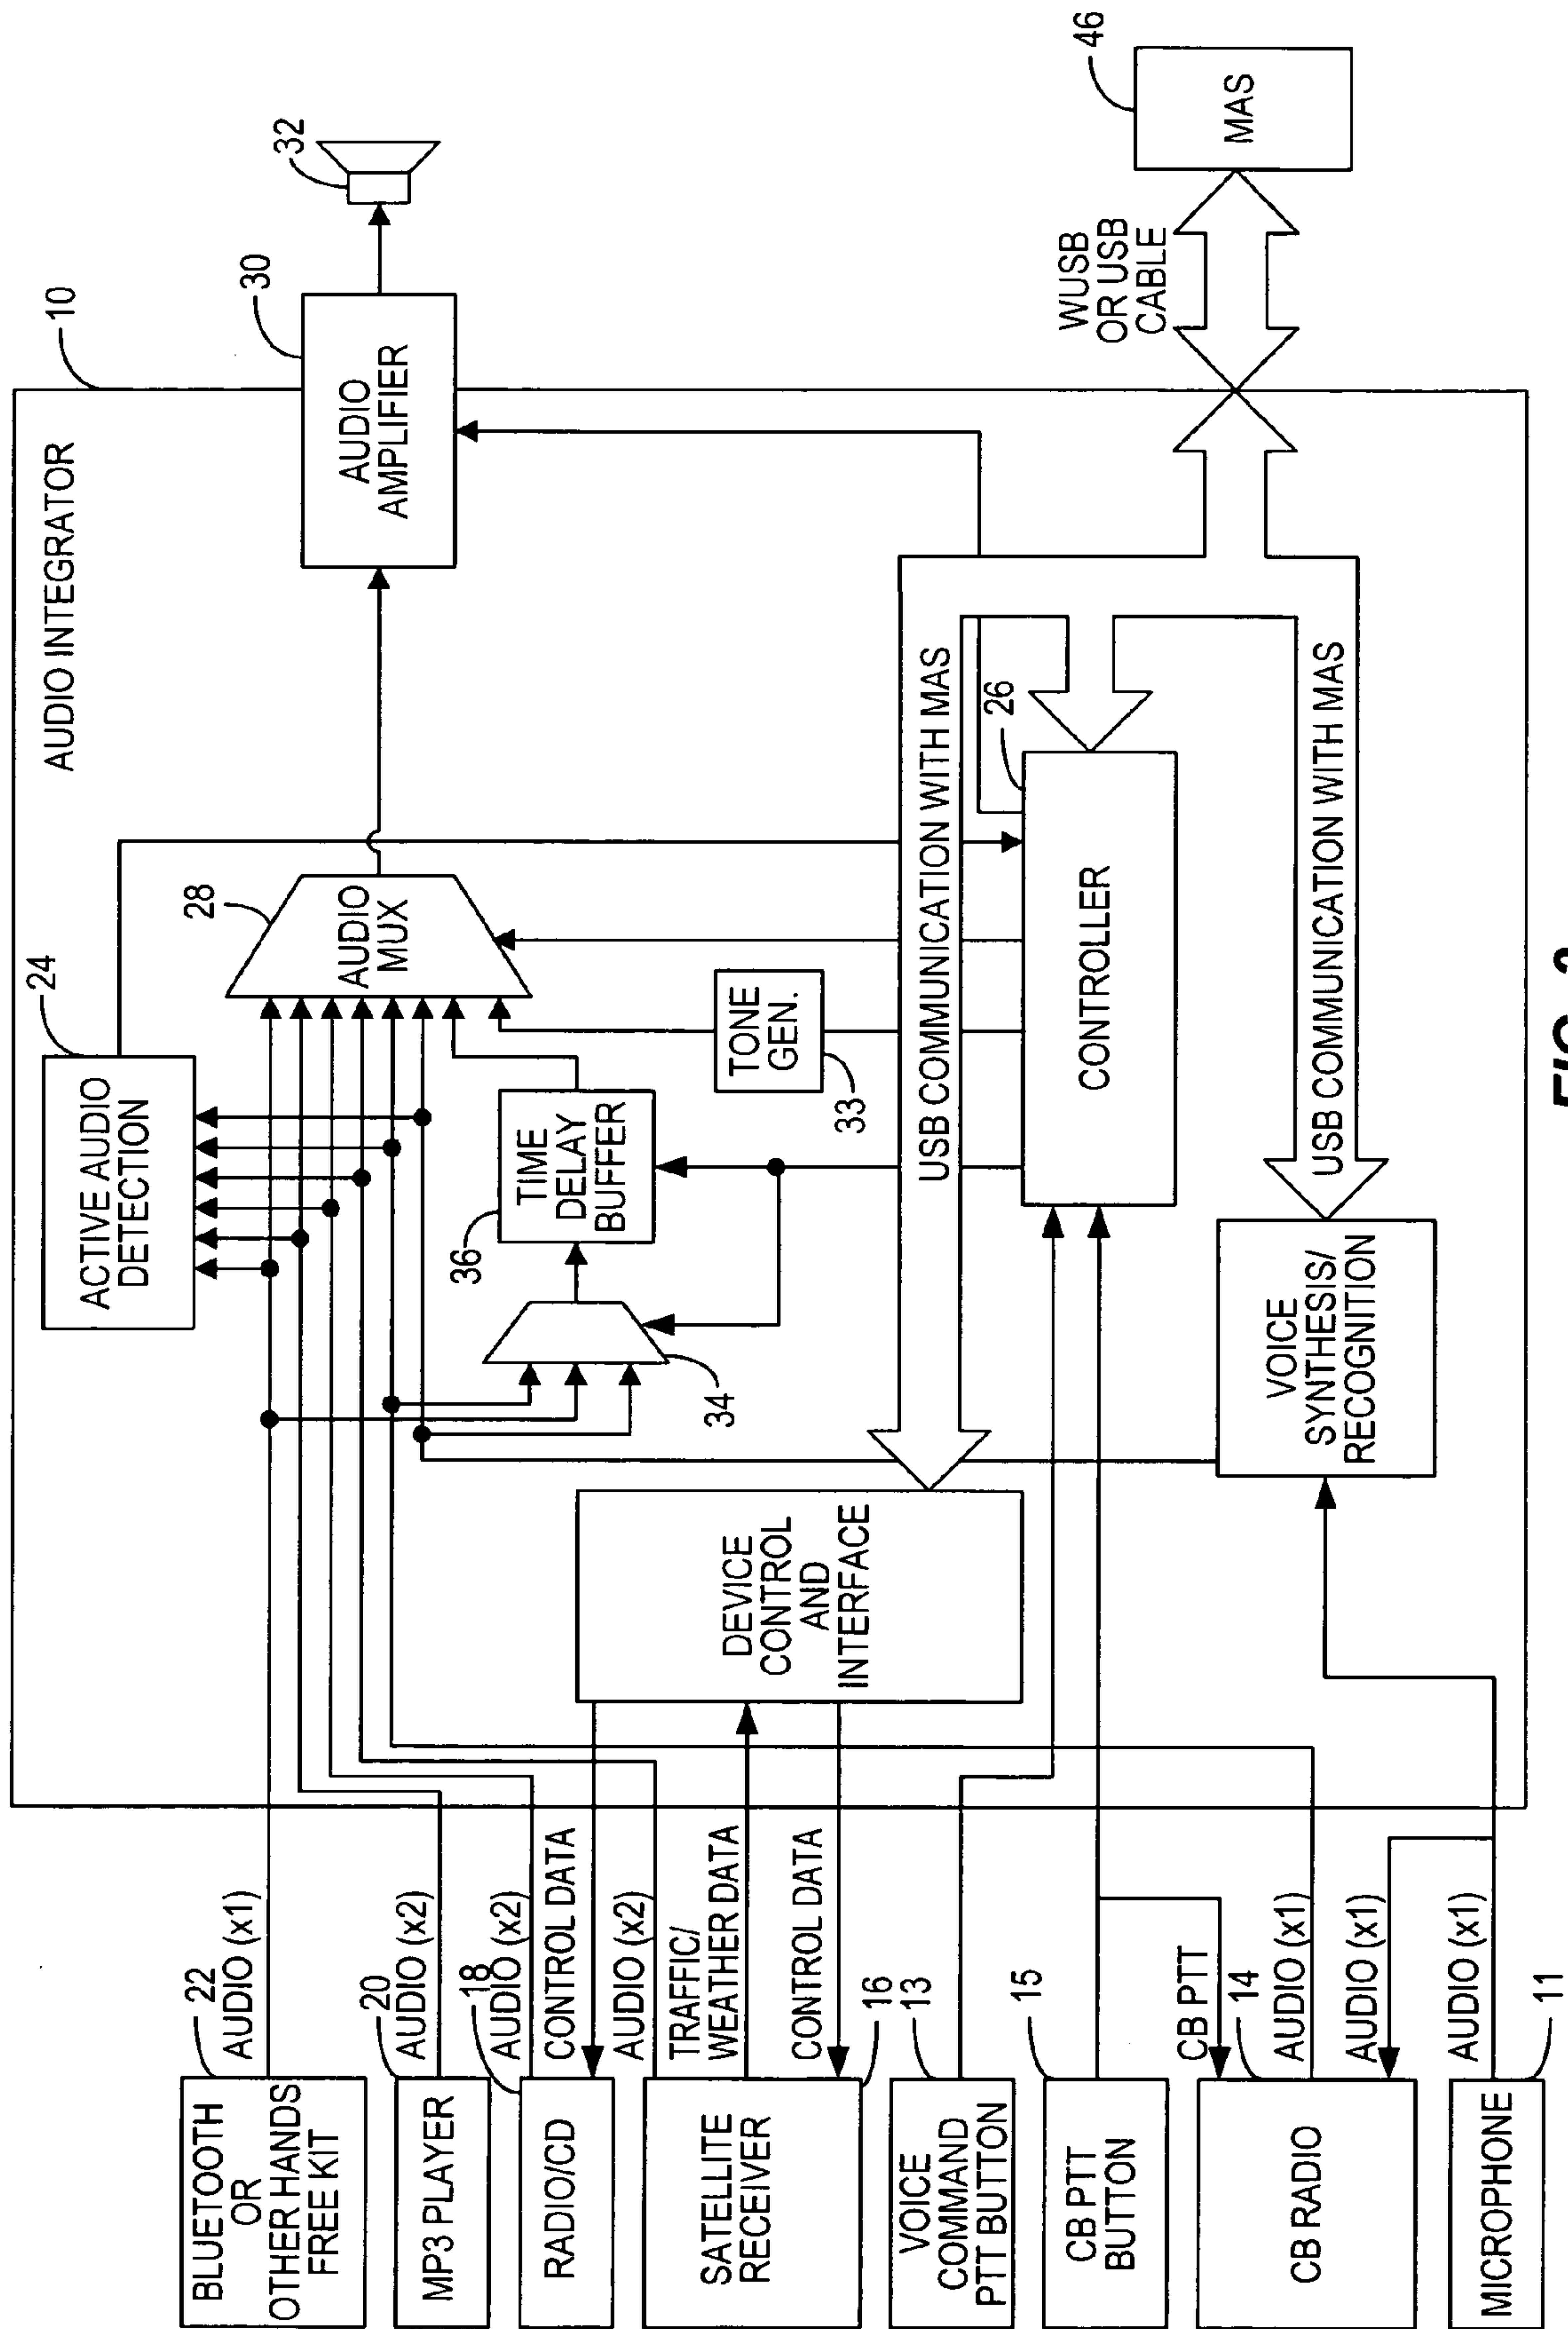 AUDIO INTEGRATOR
10
BLUETOOTH
OR
OTHER HANDS
FREE KIT
22
AUDIO (x1)
MP3 PLAYER
20
AUDIO (x2)
RADIO/CD
18
AUDIO (x2)
CONTROL DATA
SATELLITE
RECEIVER
16
AUDIO (x2)
TRAFFIC/
WEATHER DATA
CONTROL DATA
VOICE
COMMAND
PTT BUTTON
13
CB PTT
BUTTON
15
CB PTT
CB RADIO
14
AUDIO (x1)
AUDIO (x1)
MICROPHONE
11
AUDIO (x1)
ACTIVE AUDIO
DETECTION
24
AUDIO
MUX
28
AUDIO
AMPLIFIER
30
32
34
TIME
DELAY
BUFFER
36
TONE
GEN.
33
DEVICE
CONTROL
AND
INTERFACE
USB COMMUNICATION WITH MAS
CONTROLLER
26
USB COMMUNICATION WITH MAS
VOICE
SYNTHESIS/
RECOGNITION
WUSB
OR USB
CABLE
MAS
46